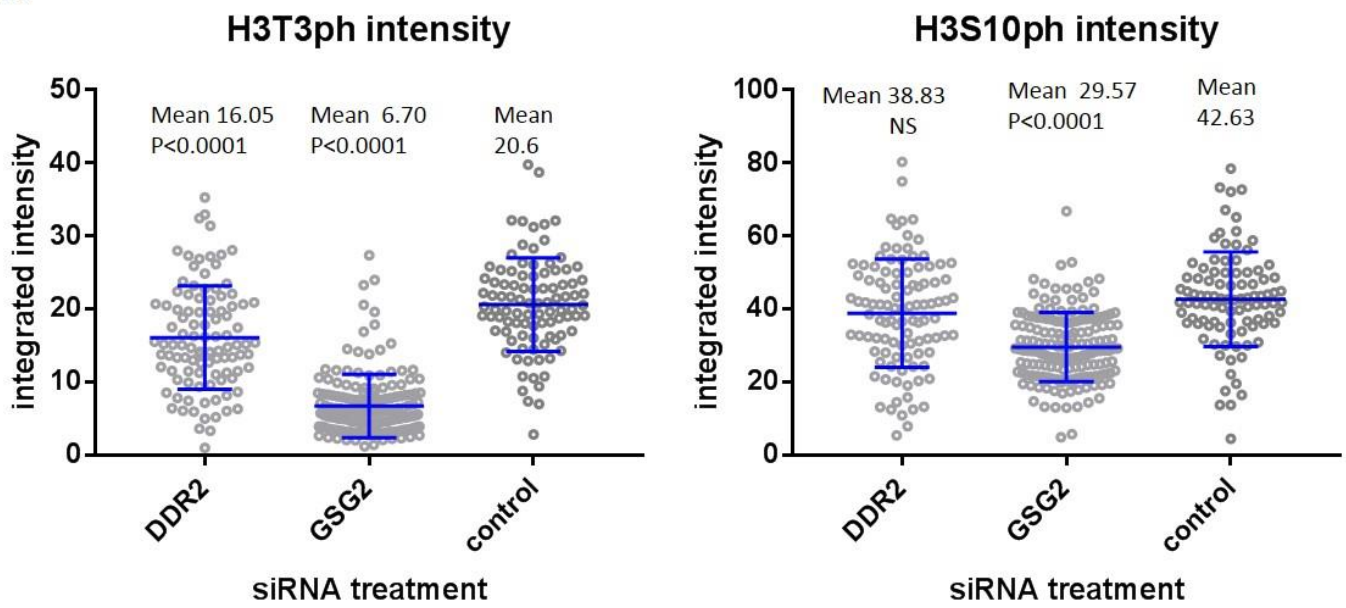 H3T3ph intensity
integrated intensity
50
40
30
20
10
0
Mean 16.05
P<0.0001
Mean 6.70
P<0.0001
Mean
20.6
DDR2
GSG2
control
siRNA treatment
H3S10ph intensity
integrated intensity
100
80
60
40
20
0
Mean 38.83
NS
Mean 29.57
P<0.0001
Mean
42.63
DDR2
GSG2
control
siRNA treatment